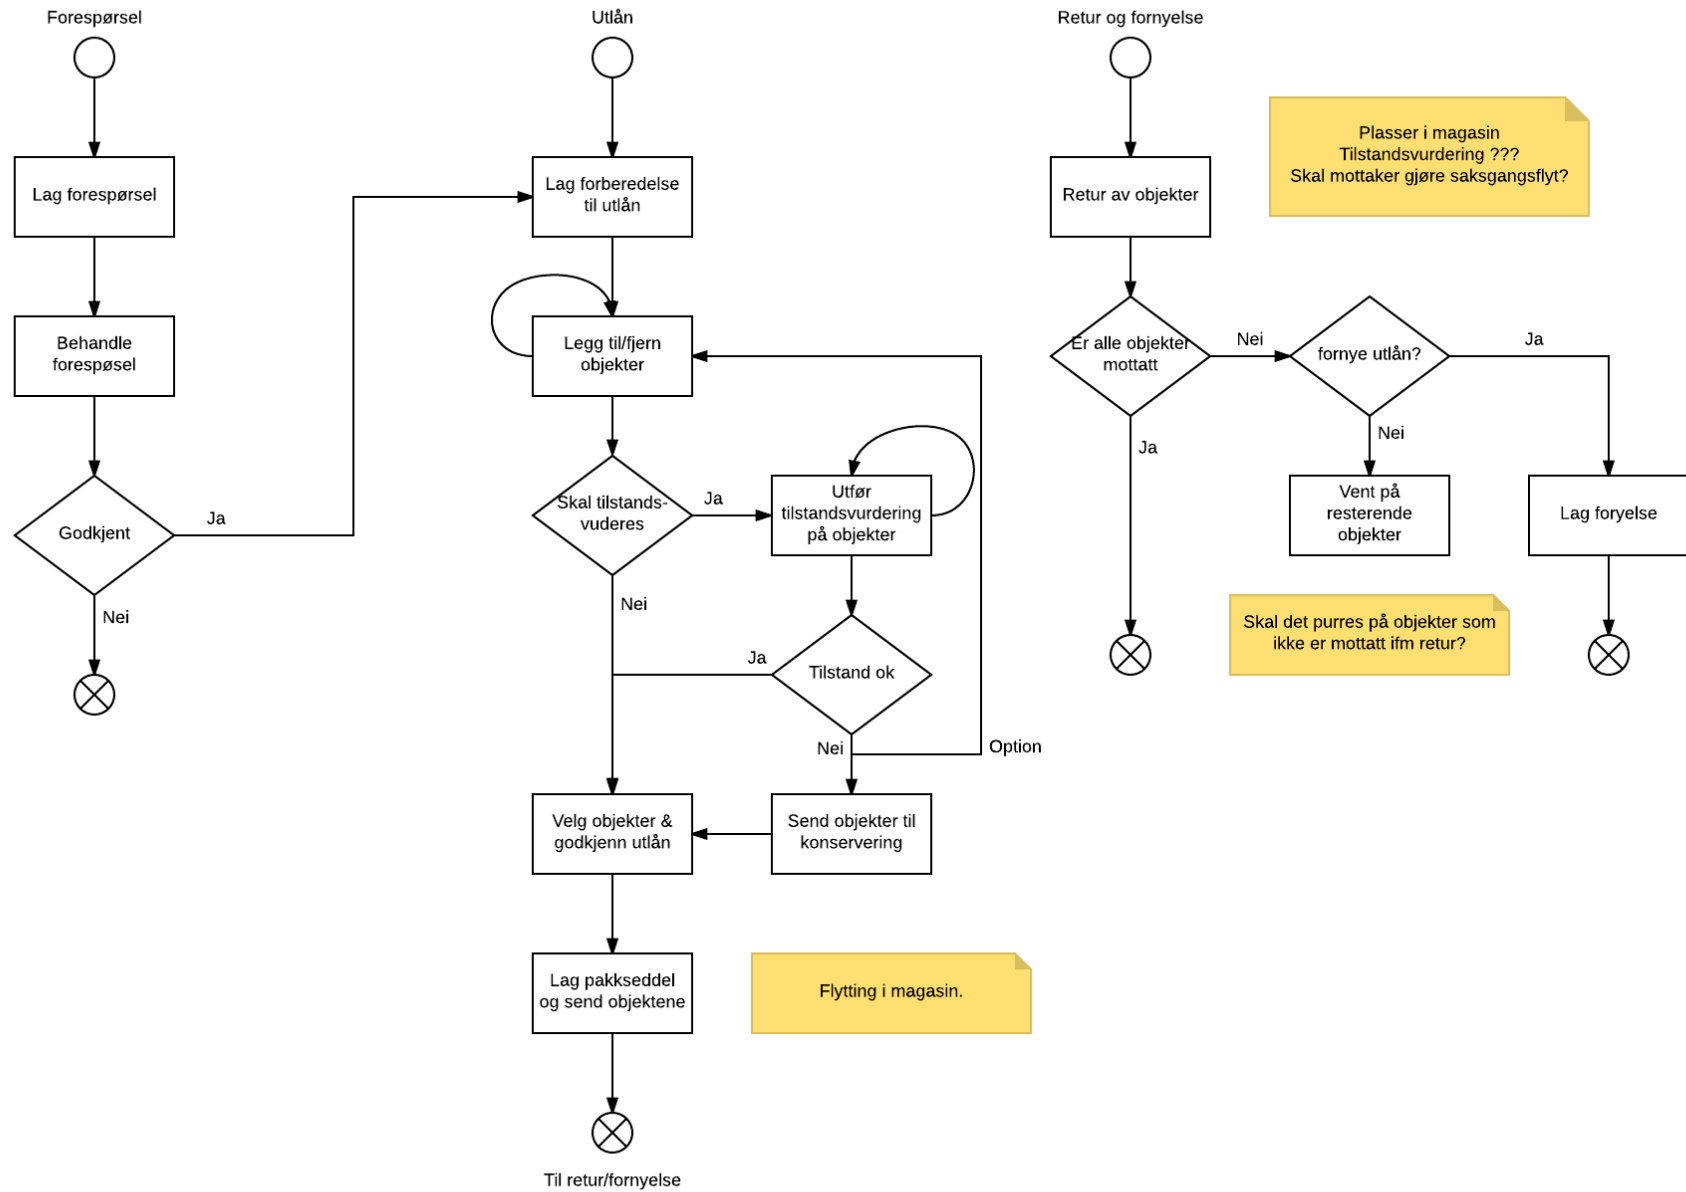 Forespørsel
Lag forespørsel
Behandle
forespøsel
Godkjent
Ja
Nei
Utlån
Lag forberedelse
til utlån
Legg til/fjern
objekter
Skal tilstands-
vuderes
Ja
Nei
Utfør
tilstandsvurdering
på objekter
Tilstand ok
Ja
Nei
Option
Send objekter til
konservering
Velg objekter &
godkjenn utlån
Lag pakkseddel
og send objektene
Flytting i magasin.
Til retur/fornyelse
Retur og fornyelse
Plasser i magasin
Tilstandsvurdering ???
Skal mottaker gjøre saksgangsflyt?
Retur av objekter
Er alle objekter
mottatt
Nei
Ja
fornye utlån?
Ja
Nei
Vent på
resterende
objekter
Lag foryelse
Skal det purres på objekter som
ikke er mottatt ifm retur?